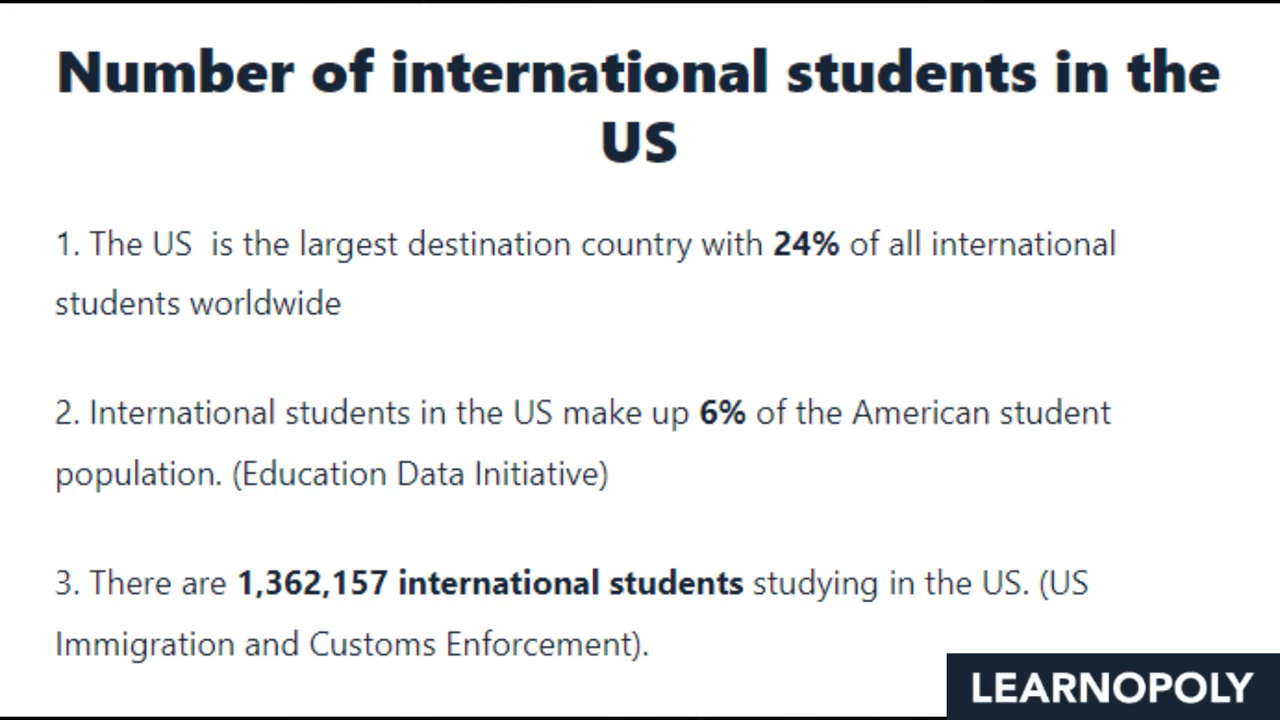 Number of international students in the
US
1. The US  is the largest destination country with 24% of all international
students worldwide
2. International students in the US make up 6% of the American student
population. (Education Data Initiative)
3. There are 1,362,157 international students studying in the US. (US
Immigration and Customs Enforcement).
LEARNOPOLY